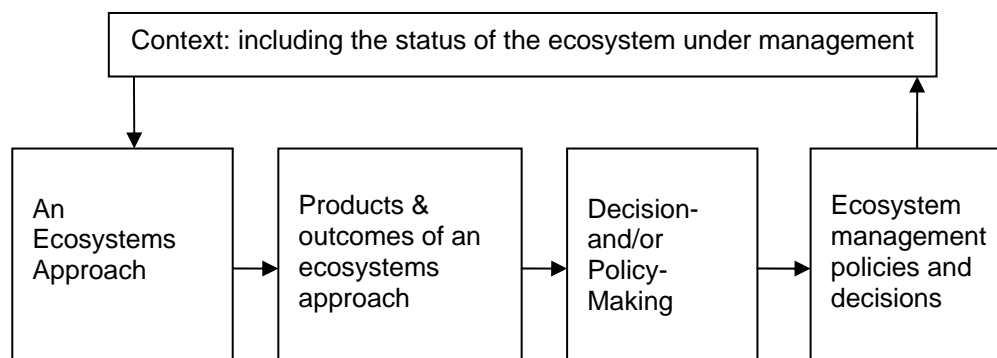 Context: including the status of the ecosystem under management
An
Ecosystems
Approach
Products &
outcomes of an
ecosystems
approach
Decision-
and/or
Policy-
Making
Ecosystem
management
policies and
decisions